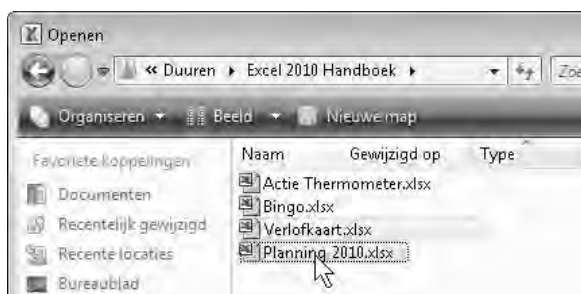 Openen
« Duuren ▸ Excel 2010 Handboek ▸ Zoe
Organiseren Beeld Nieuwe map
Favoriete koppelingen
Documenten
Recentelijk gewijzigd
Recente locaties
Bureaublad
Naam Gewijzigd op Type
Actie Thermometer.xlsx
Bingo.xlsx
Verlofkaart.xlsx
Planning 2010.xlsx